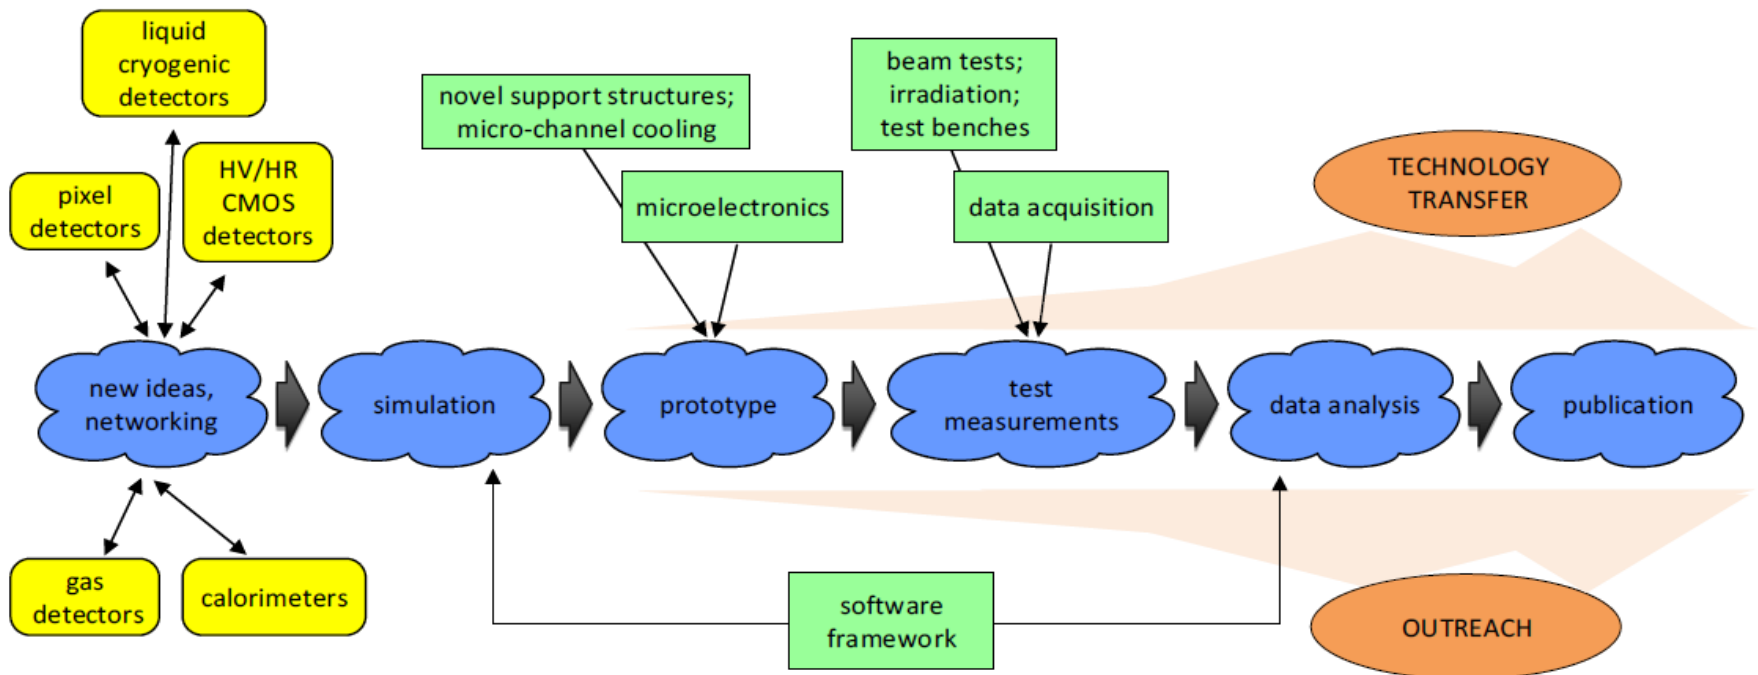 liquid
cryogenic
detectors
pixel
detectors
HV/HR
CMOS
detectors
novel support structures;
micro-channel cooling
microelectronics
beam tests;
irradiation;
test benches
data acquisition
TECHNOLOGY
TRANSFER
new ideas,
networking
simulation
prototype
test
measurements
data analysis
publication
gas
detectors
calorimeters
software
framework
OUTREACH